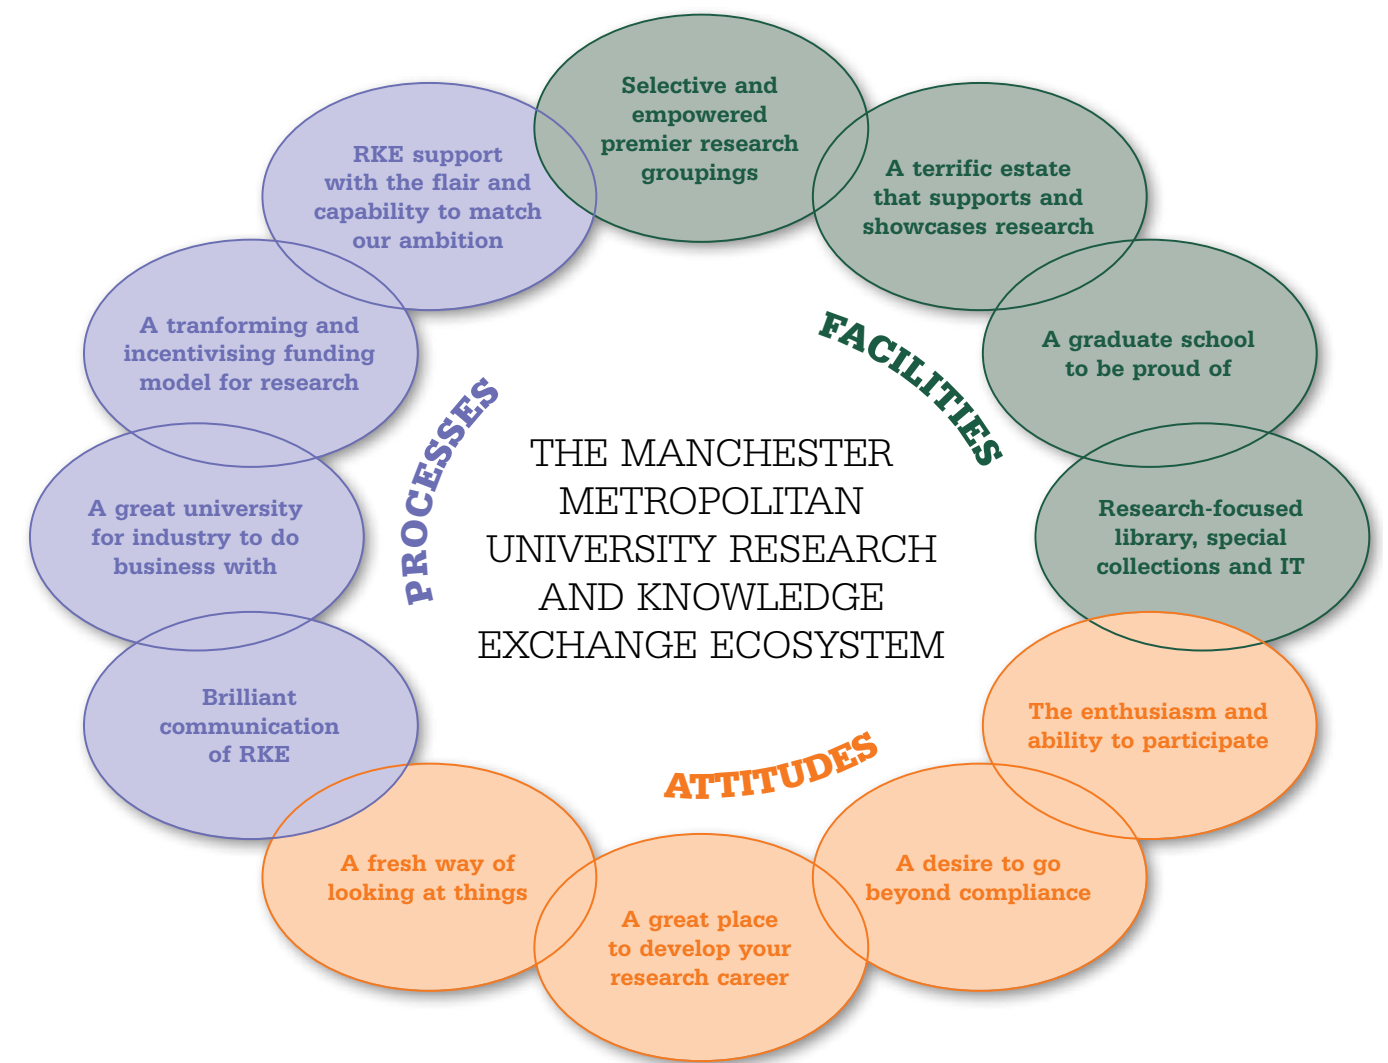 Selective and
empowered
premier research
groupings
A terrific estate
that supports and
showcases research
A graduate school
to be proud of
Research-focused
library, special
collections and IT
The enthusiasm and
ability to participate
A desire to go
beyond compliance
A great place
to develop your
research career
A fresh way of
looking at things
Brilliant
communication
of RKE
A great university
for industry to do
business with
A tranforming and
incentivising funding
model for research
RKE support
with the flair and
capability to match
our ambition
FACILITIES
ATTITUDES
PROCESSES
THE MANCHESTER
METROPOLITAN
UNIVERSITY RESEARCH
AND KNOWLEDGE
EXCHANGE ECOSYSTEM